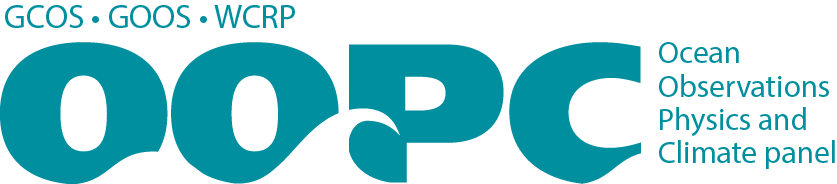 GCOS • GOOS • WCRP
OOPC
Ocean
Observations
Physics and
Climate panel